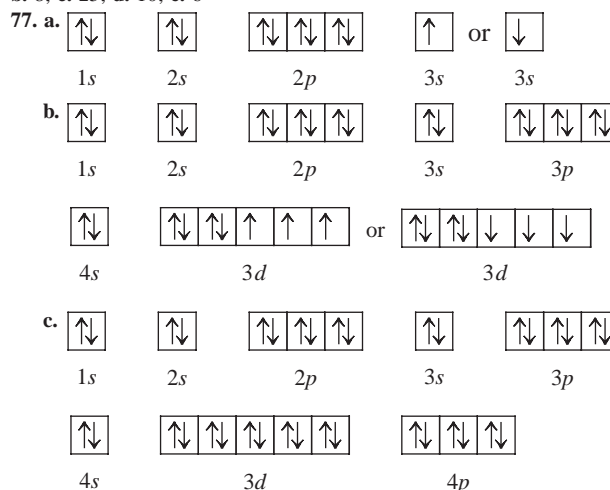 77. a. ↑↓ ↑↓ ↑↓ ↑↓ ↑↓ ↑ or ↓
1s 2s 2p 3s 3s
b. ↑↓ ↑↓ ↑↓ ↑↓ ↑↓ ↑↓ ↑↓ ↑↓ ↑↓
1s 2s 2p 3s 3p
↑↓ ↑↓ ↑↓ ↑ ↑ ↑ or ↑↓ ↑↓ ↓ ↓ ↓
4s 3d 3d
c. ↑↓ ↑↓ ↑↓ ↑↓ ↑↓ ↑↓ ↑↓ ↑↓ ↑↓
1s 2s 2p 3s 3p
↑↓ ↑↓ ↑↓ ↑↓ ↑↓ ↑↓ ↑↓ ↑↓ ↑↓
4s 3d 4p